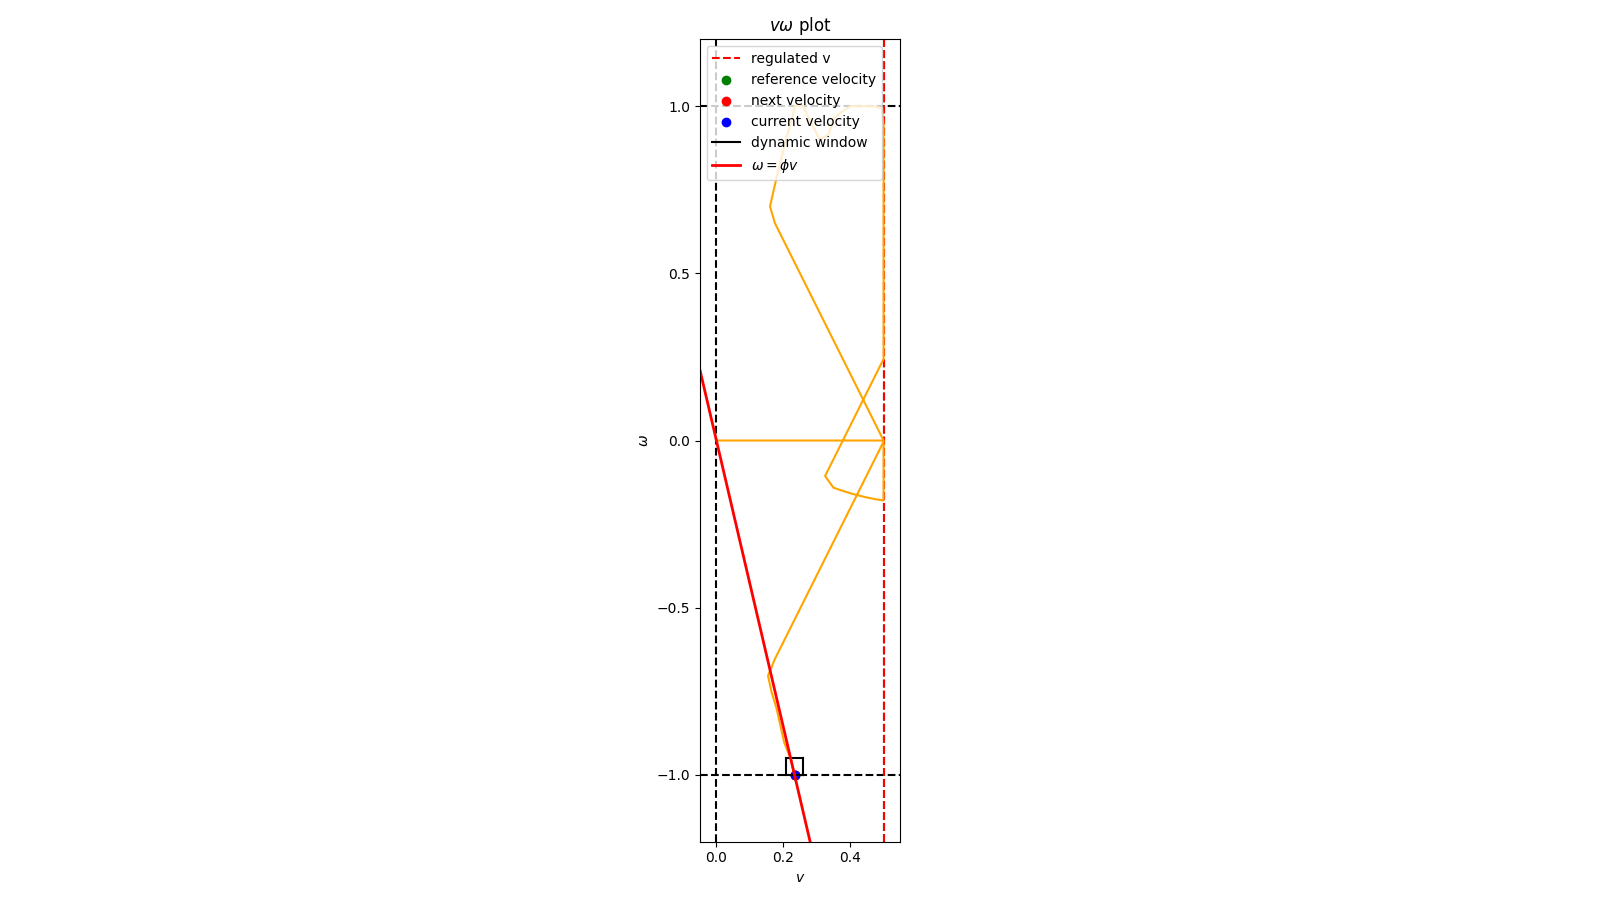 vω plot
regulated v
reference velocity
next velocity
current velocity
dynamic window
ω = ϕv
1.0
0.5
0.0
−0.5
−1.0
ω
0.0 0.2 0.4
v